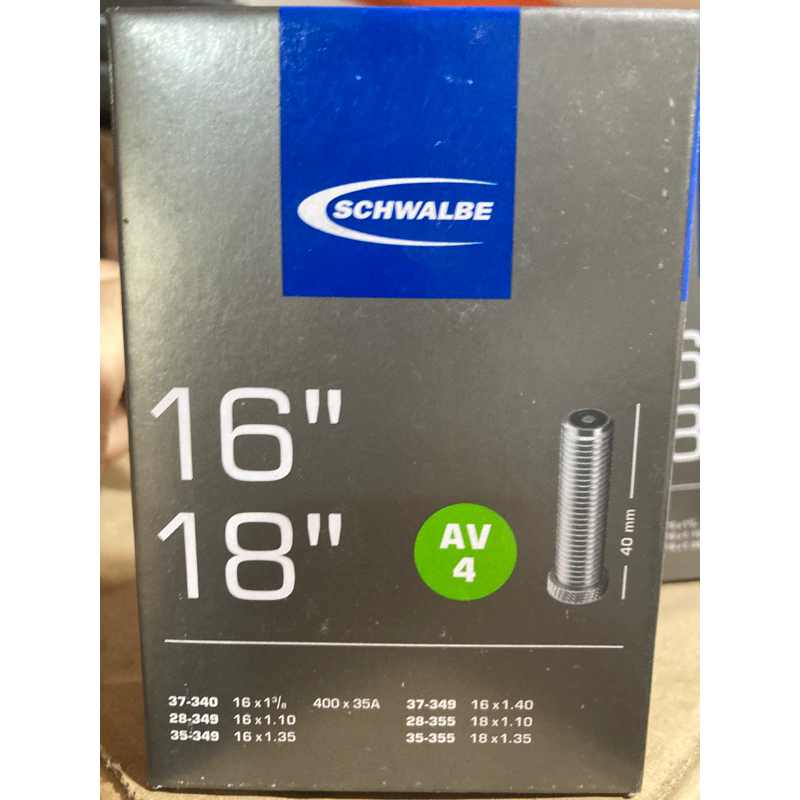 SCHWALBE
16"
18"
AV
4
40 mm
37-340 16 x 1³/₈ 400 x 35A 37-349 16 x 1.40
28-349 16 x 1.10 28-355 18 x 1.10
35-349 16 x 1.35 35-355 18 x 1.35